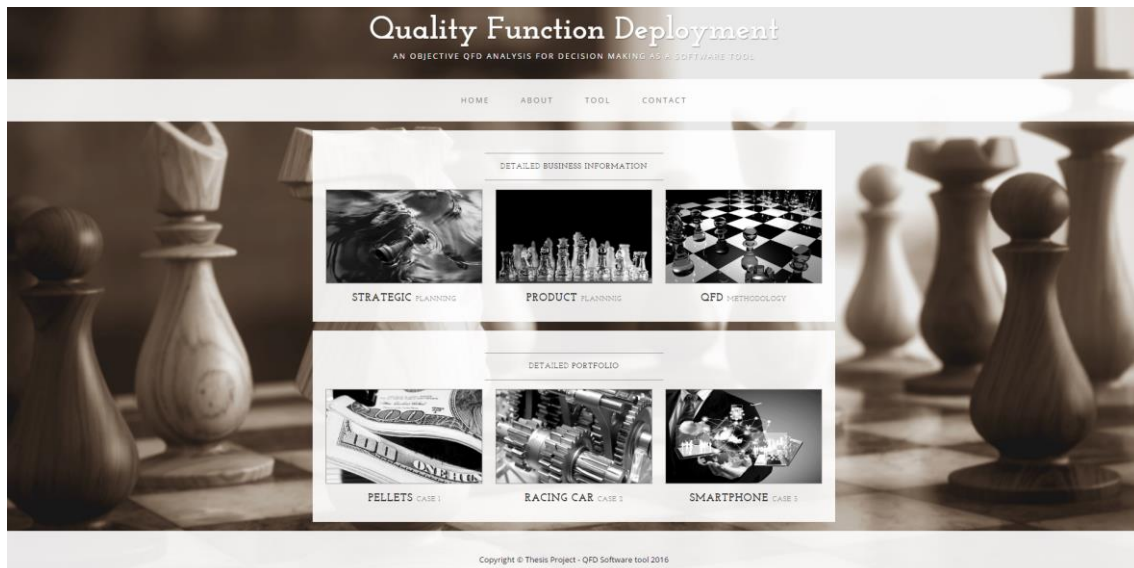 Quality Function Deployment
AN OBJECTIVE QFD ANALYSIS FOR DECISION MAKING AS A SOFTWARE TOOL
HOME ABOUT TOOL CONTACT
DETAILED BUSINESS INFORMATION
STRATEGIC PLANNING
PRODUCT PLANNNIG
QFD METHODOLOGY
DETAILED PORTFOLIO
PELLETS CASE 1
RACING CAR CASE 2
SMARTPHONE CASE 3
Copyright © Thesis Project - QFD Software tool 2016